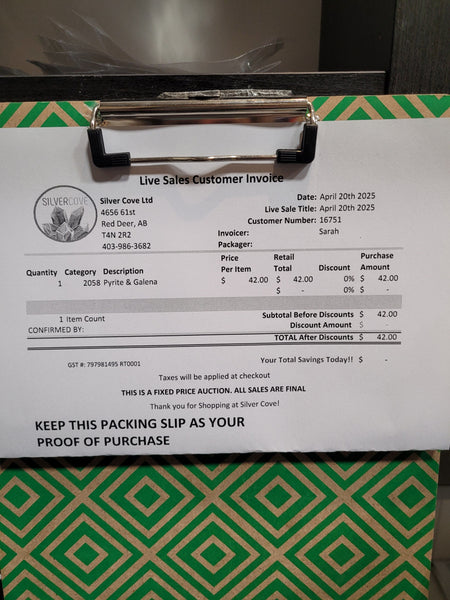 Live Sales Customer Invoice
SILVERCOVE
Silver Cove Ltd
4656 61st
Red Deer, AB
T4N 2R2
403-986-3682
Date: April 20th 2025
Live Sale Title: April 20th 2025
Customer Number: 16751
Invoicer: Sarah
Packager:
Quantity Category Description Price Per Item Retail Total Discount Purchase Amount
1 2058 Pyrite & Galena $ 42.00 $ 42.00 0% $ 42.00
$ - 0% $ -
1 Item Count Subtotal Before Discounts $ 42.00
CONFIRMED BY: Discount Amount $ -
TOTAL After Discounts $ 42.00
GST #: 797981495 RT0001 Your Total Savings Today!! $ -
Taxes will be applied at checkout
THIS IS A FIXED PRICE AUCTION. ALL SALES ARE FINAL
Thank you for Shopping at Silver Cove!
KEEP THIS PACKING SLIP AS YOUR
PROOF OF PURCHASE